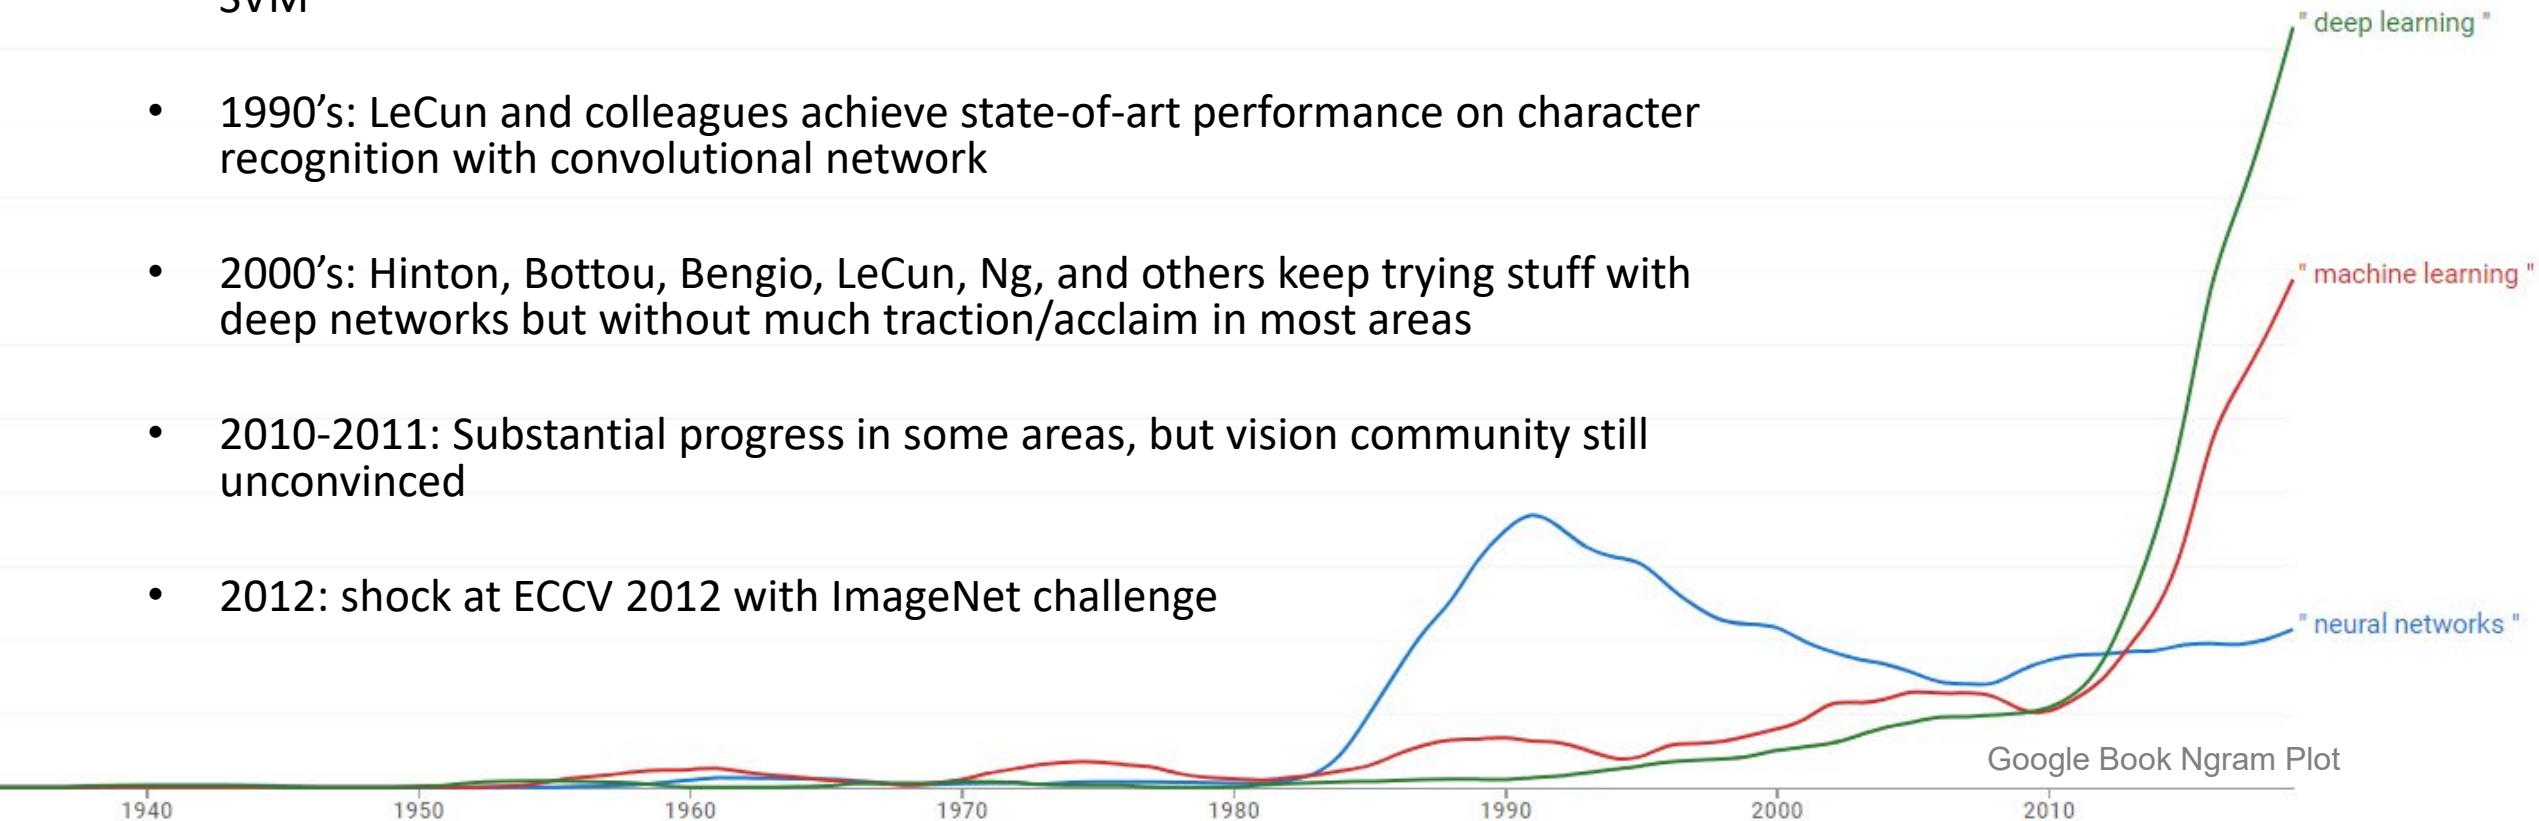 SVM
" deep learning "
• 1990’s: LeCun and colleagues achieve state-of-art performance on character
recognition with convolutional network
• 2000’s: Hinton, Bottou, Bengio, LeCun, Ng, and others keep trying stuff with
deep networks but without much traction/acclaim in most areas
" machine learning "
• 2010-2011: Substantial progress in some areas, but vision community still
unconvinced
• 2012: shock at ECCV 2012 with ImageNet challenge
" neural networks "
Google Book Ngram Plot
1940 1950 1960 1970 1980 1990 2000 2010